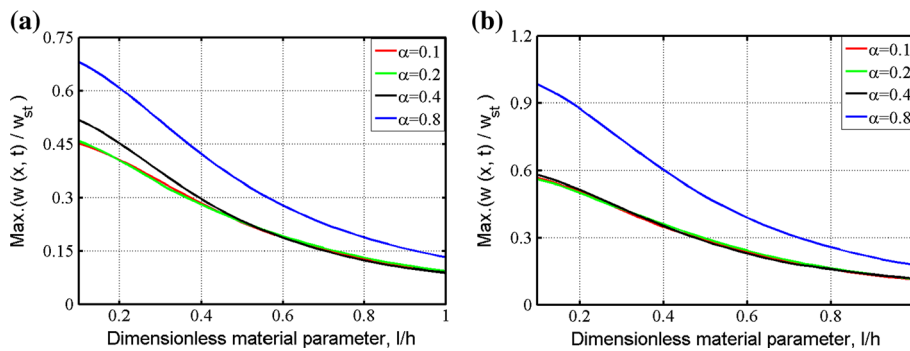 (a)
Max.(w (x, t) / w_st)
0.75
0.6
0.45
0.3
0.15
0
α=0.1
α=0.2
α=0.4
α=0.8
0.2 0.4 0.6 0.8 1
Dimensionless material parameter, l/h
(b)
Max.(w (x, t) / w_st)
1.2
0.9
0.6
0.3
0
α=0.1
α=0.2
α=0.4
α=0.8
0.2 0.4 0.6 0.8
Dimensionless material parameter, l/h